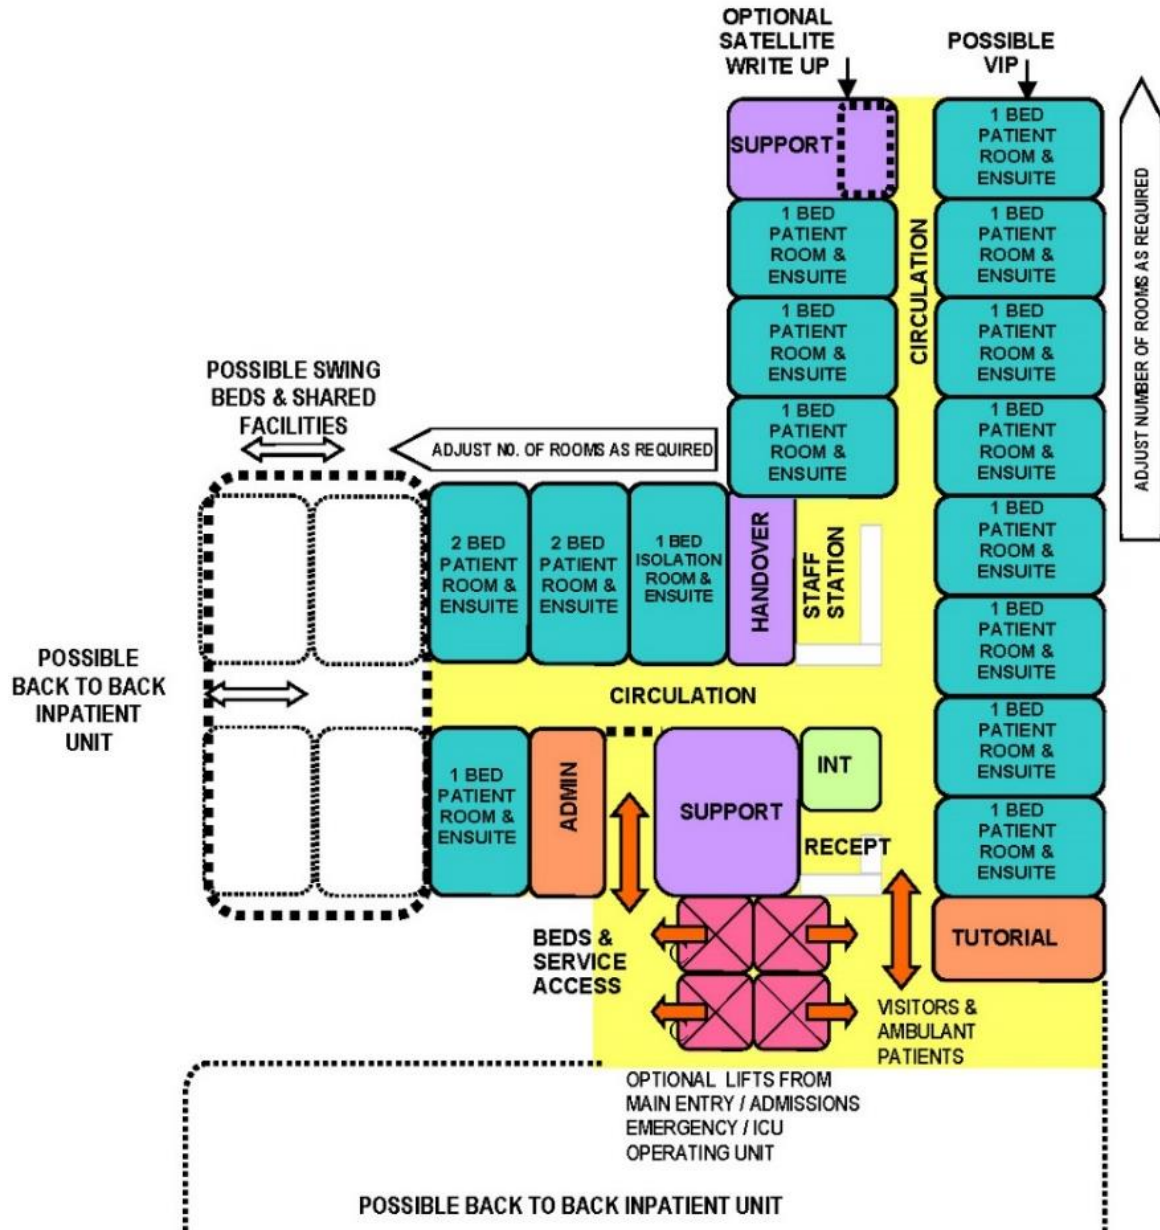 OPTIONAL
SATELLITE
WRITE UP
POSSIBLE
VIP
SUPPORT
1 BED
PATIENT
ROOM &
ENSUITE
ADJUST NUMBER OF ROOMS AS REQUIRED
1 BED
PATIENT
ROOM &
ENSUITE
CIRCULATION
1 BED
PATIENT
ROOM &
ENSUITE
1 BED
PATIENT
ROOM &
ENSUITE
1 BED
PATIENT
ROOM &
ENSUITE
POSSIBLE SWING
BEDS & SHARED
FACILITIES
ADJUST NO. OF ROOMS AS REQUIRED
1 BED
PATIENT
ROOM &
ENSUITE
1 BED
PATIENT
ROOM &
ENSUITE
2 BED
PATIENT
ROOM &
ENSUITE
2 BED
PATIENT
ROOM &
ENSUITE
1 BED
ISOLATION
ROOM &
ENSUITE
HANDOVER
STAFF
STATION
1 BED
PATIENT
ROOM &
ENSUITE
1 BED
PATIENT
ROOM &
ENSUITE
POSSIBLE
BACK TO BACK
INPATIENT
UNIT
CIRCULATION
1 BED
PATIENT
ROOM &
ENSUITE
1 BED
PATIENT
ROOM &
ENSUITE
ADMIN
SUPPORT
INT
RECEPT
1 BED
PATIENT
ROOM &
ENSUITE
BEDS &
SERVICE
ACCESS
TUTORIAL
VISITORS &
AMBULANT
PATIENTS
OPTIONAL LIFTS FROM
MAIN ENTRY / ADMISSIONS
EMERGENCY / ICU
OPERATING UNIT
POSSIBLE BACK TO BACK INPATIENT UNIT